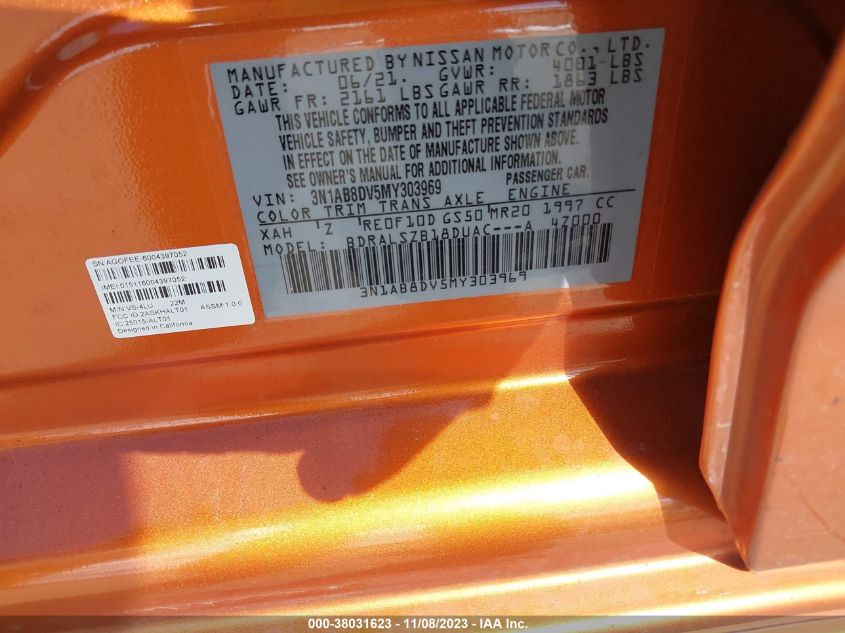 MANUFACTURED BY NISSAN MOTOR CO., LTD.
DATE: 06/21. GVWR: 4001 LBS
GAWR FR: 2161 LBS GAWR RR: 1863 LBS
THIS VEHICLE CONFORMS TO ALL APPLICABLE FEDERAL MOTOR
VEHICLE SAFETY, BUMPER AND THEFT PREVENTION STANDARDS
IN EFFECT ON THE DATE OF MANUFACTURE SHOWN ABOVE.
SEE OWNER'S MANUAL FOR ADDITIONAL INFORMATION.
VIN: 3N1AB8DV5MY303969 PASSENGER CAR.
COLOR TRIM TRANS AXLE ENGINE
XAH Z RE0F10D GS50 MR20 1997 CC
MODEL: BDRALSZB18DUAC---A 47000
3N1AB8DV5MY303969
SN:AGOFEE-6004397052
IMEI:015116004397052
M/N:VS-4LU 22M
FCC ID:2ASKHALT01 ASSM 1.0.0
IC:25015-ALT01
Designed in California
000-38031623 - 11/08/2023 - IAA Inc.